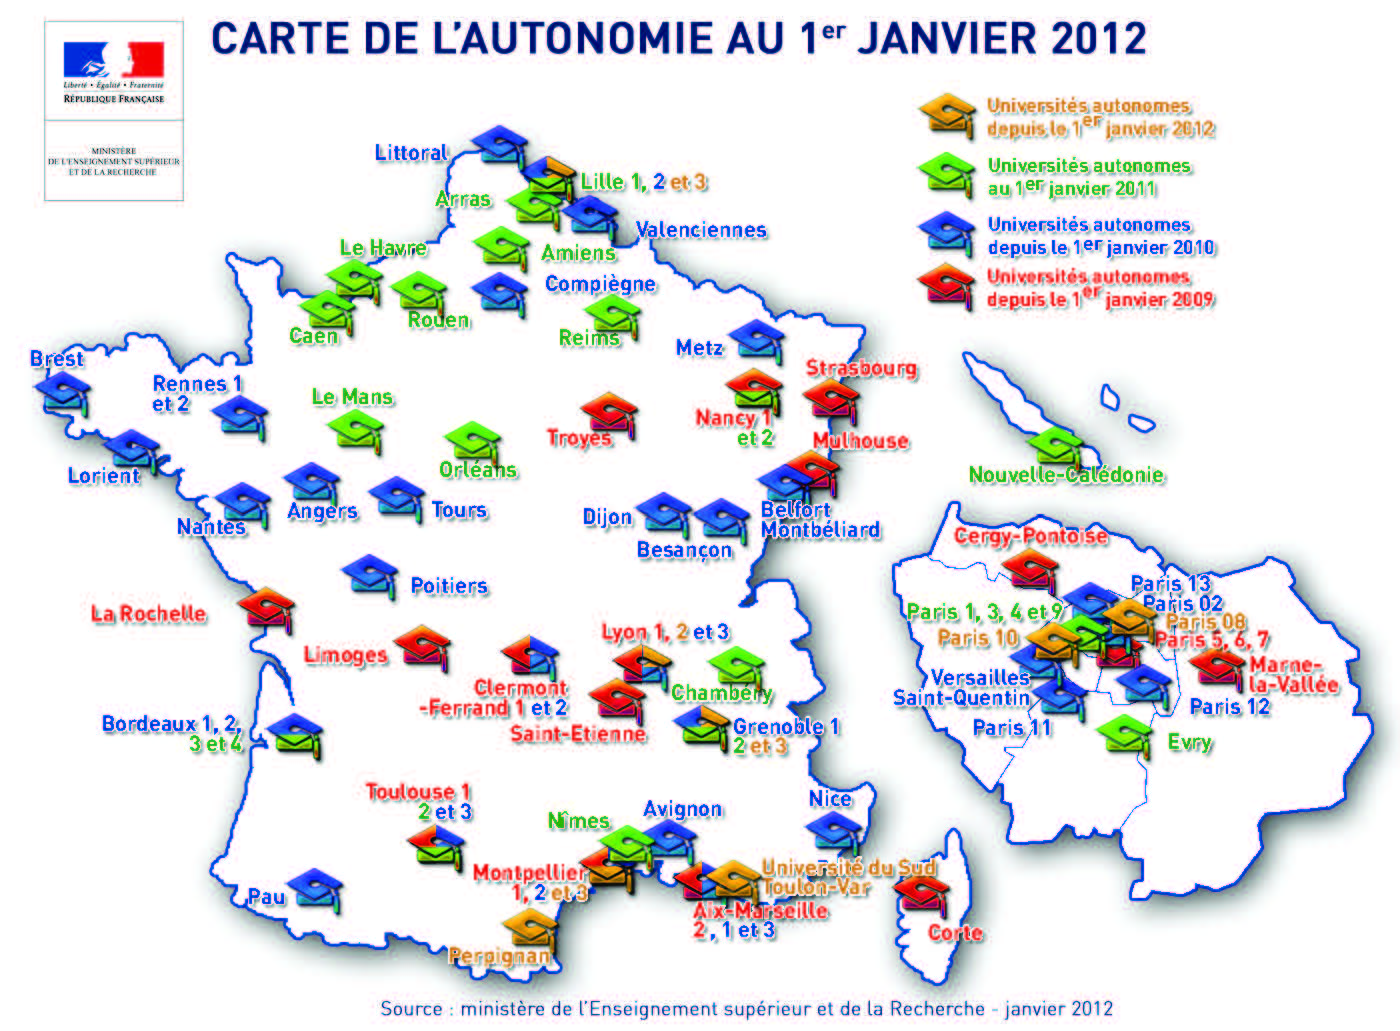 CARTE DE L'AUTONOMIE AU 1er JANVIER 2012
Liberté • Égalité • Fraternité
RÉPUBLIQUE FRANÇAISE
MINISTÈRE
DE L'ENSEIGNEMENT SUPÉRIEUR
ET DE LA RECHERCHE
Universités autonomes
depuis le 1er janvier 2012
Universités autonomes
au 1er janvier 2011
Universités autonomes
depuis le 1er janvier 2010
Universités autonomes
depuis le 1er janvier 2009
Littoral
Lille 1, 2 et 3
Arras
Valenciennes
Le Havre
Amiens
Compiègne
Rouen
Caen
Reims
Metz
Brest
Rennes 1
et 2
Le Mans
Strasbourg
Troyes
Nancy 1
et 2
Mulhouse
Lorient
Orléans
Nouvelle-Calédonie
Nantes
Angers
Tours
Dijon
Besançon
Belfort
Montbéliard
Poitiers
La Rochelle
Limoges
Clermont
-Ferrand 1 et 2
Lyon 1, 2 et 3
Chambéry
Saint-Etienne
Bordeaux 1, 2,
3 et 4
Grenoble 1
2 et 3
Toulouse 1
2 et 3
Nîmes
Avignon
Nice
Montpellier
1, 2 et 3
Université du Sud
Toulon-Var
Aix-Marseille
2 , 1 et 3
Pau
Perpignan
Corte
Cergy-Pontoise
Paris 13
Paris 02
Paris 1, 3, 4 et 9
Paris 08
Paris 10
Paris 5, 6, 7
Marne-
la-Vallée
Versailles
Saint-Quentin
Paris 12
Paris 11
Evry
Source : ministère de l'Enseignement supérieur et de la Recherche - janvier 2012